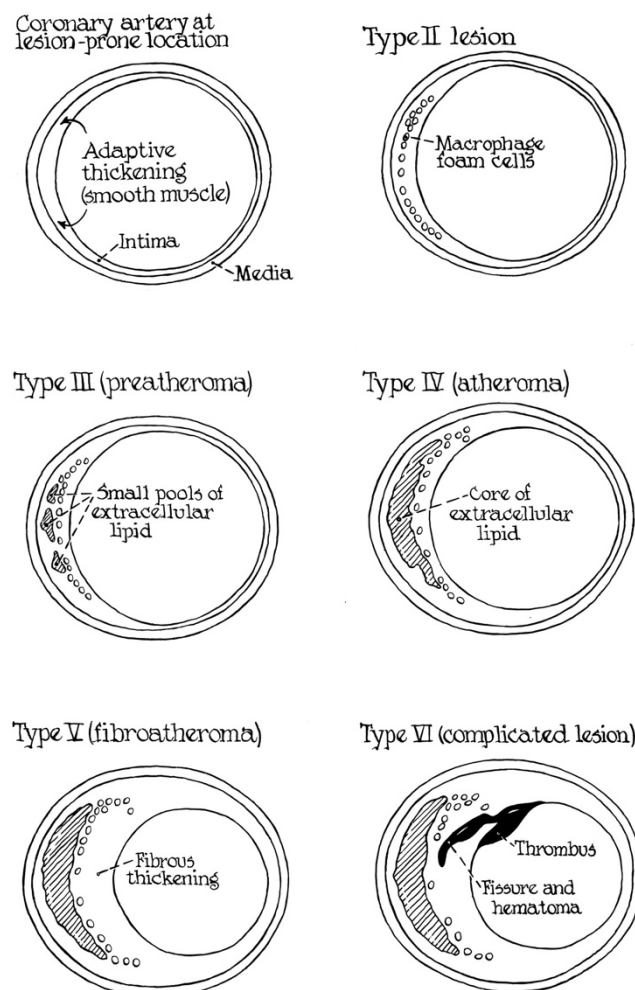 Coronary artery at
lesion-prone location
Adaptive
thickening
(smooth muscle)
Intima
Media
Type II lesion
Macrophage
foam cells
Type III (preatheroma)
Small pools of
extracellular
lipid
Type IV (atheroma)
Core of
extracellular
lipid
Type V (fibroatheroma)
Fibrous
thickening
Type VI (complicated lesion)
Thrombus
Fissure and
hematoma